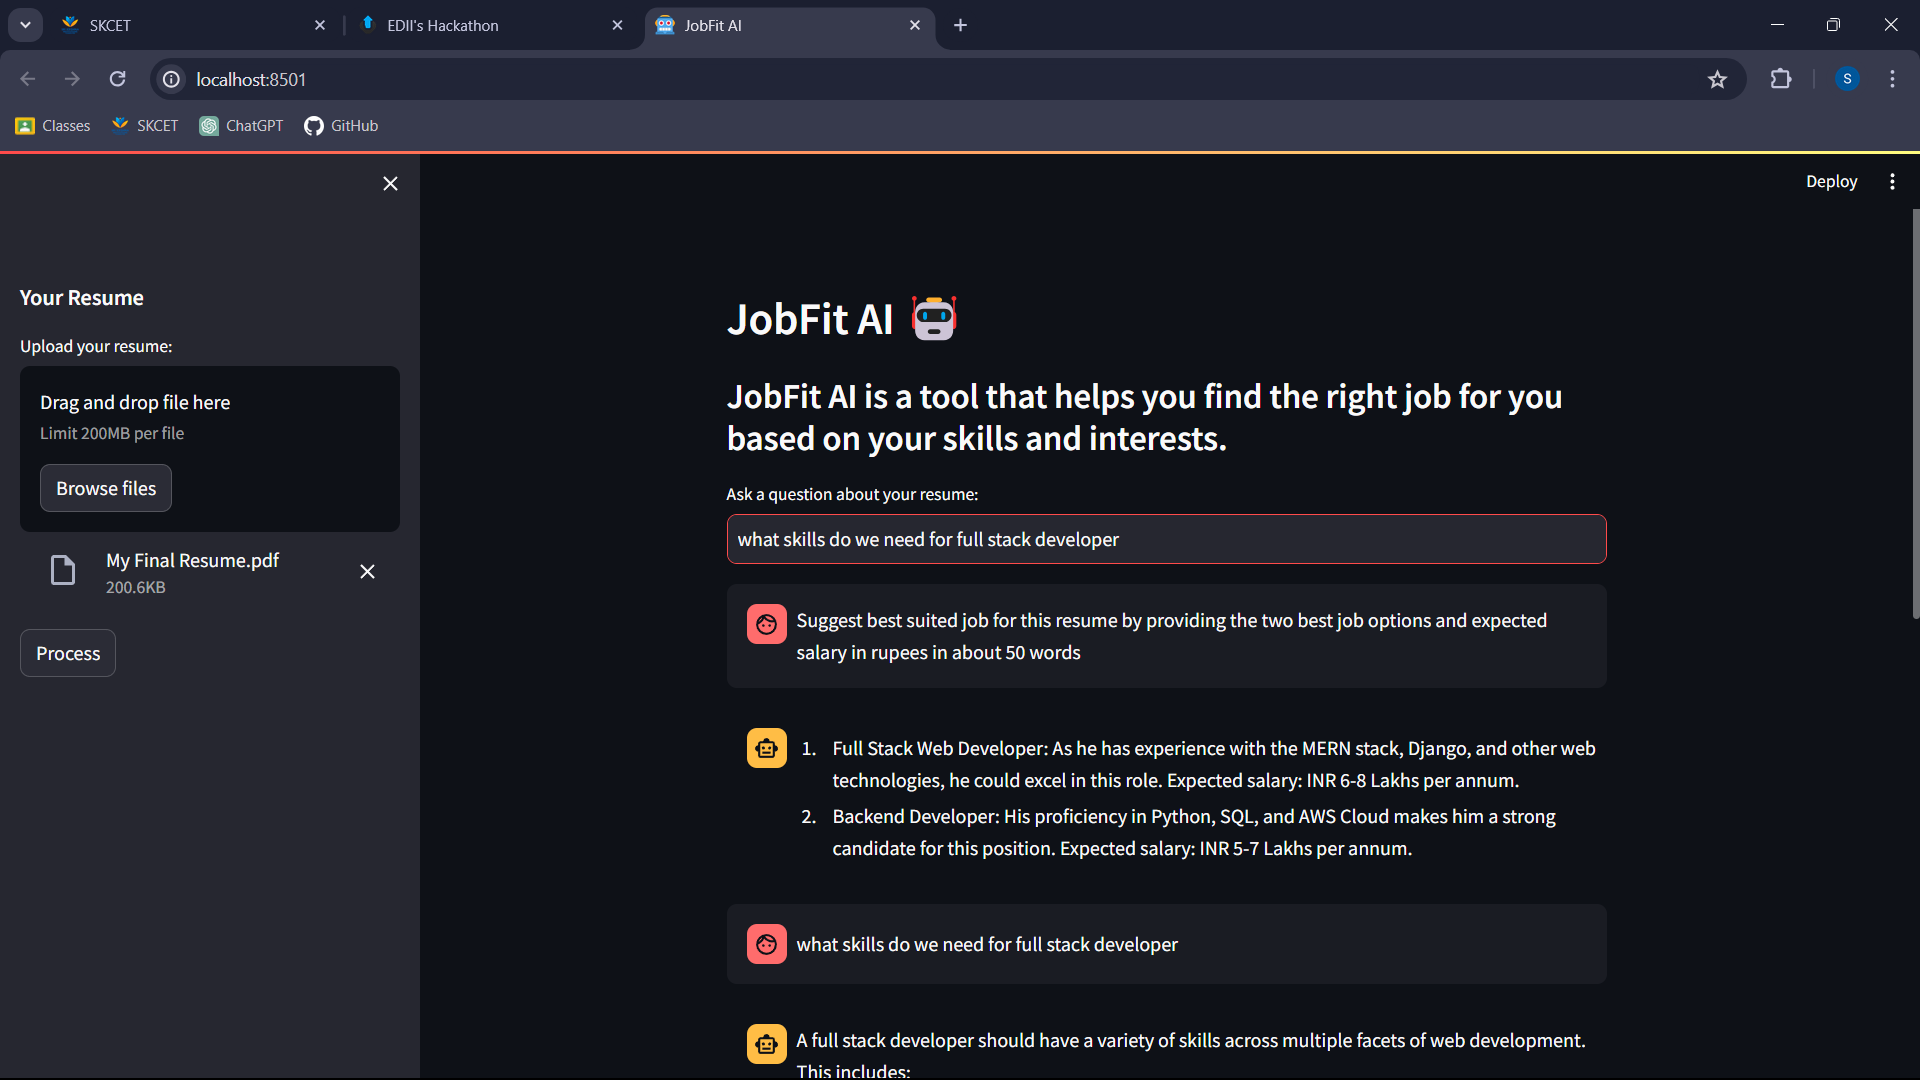 SKCET
EDII's Hackathon
JobFit AI
localhost:8501
S
Classes
SKCET
ChatGPT
GitHub
Deploy
Your Resume
Upload your resume:
Drag and drop file here
Limit 200MB per file
Browse files
My Final Resume.pdf
200.6KB
Process
JobFit AI
JobFit AI is a tool that helps you find the right job for you
based on your skills and interests.
Ask a question about your resume:
what skills do we need for full stack developer
Suggest best suited job for this resume by providing the two best job options and expected
salary in rupees in about 50 words
1. Full Stack Web Developer: As he has experience with the MERN stack, Django, and other web
technologies, he could excel in this role. Expected salary: INR 6-8 Lakhs per annum.
2. Backend Developer: His proficiency in Python, SQL, and AWS Cloud makes him a strong
candidate for this position. Expected salary: INR 5-7 Lakhs per annum.
what skills do we need for full stack developer
A full stack developer should have a variety of skills across multiple facets of web development.
This includes: